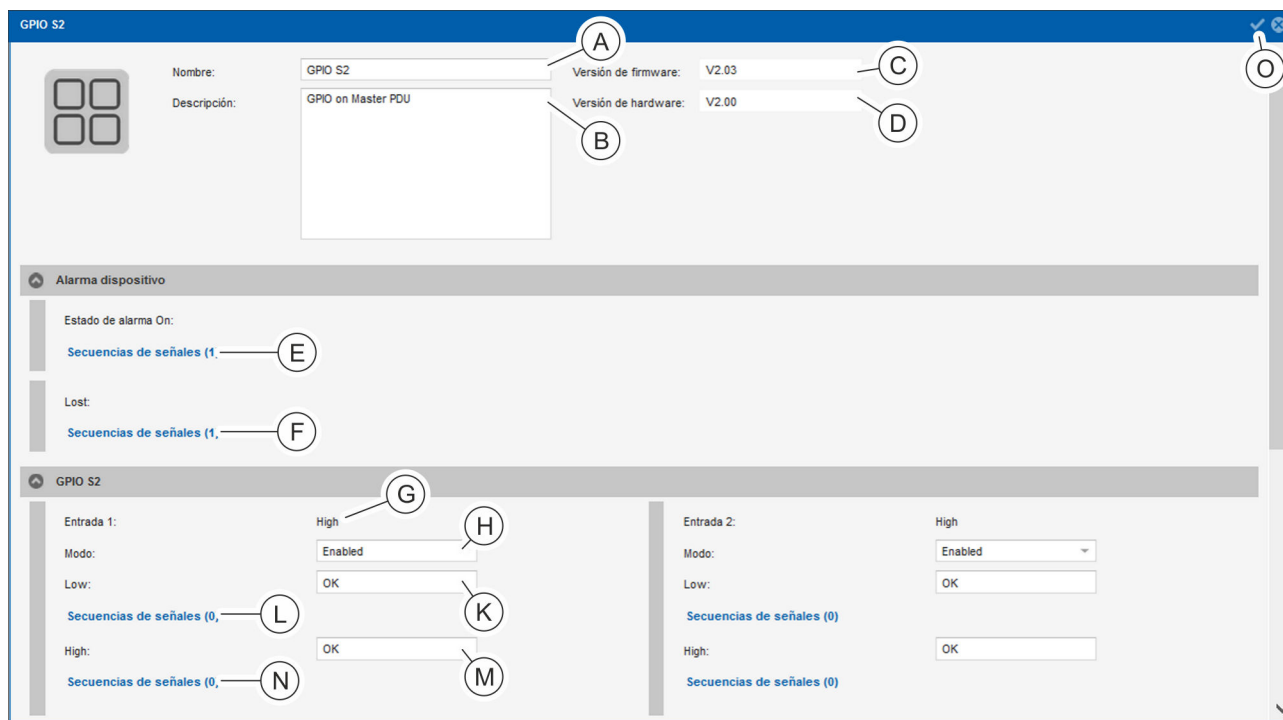 GPIO S2
A
O
Nombre: GPIO S2 Versión de firmware: V2.03 C
Descripción: GPIO on Master PDU Versión de hardware: V2.00 D
B
Alarma dispositivo
Estado de alarma On:
Secuencias de señales (1, E
Lost:
Secuencias de señales (1, F
GPIO S2
G
Entrada 1: High H Entrada 2: High
Modo: Enabled Modo: Enabled
Low: OK Low: OK
Secuencias de señales (0, L K Secuencias de señales (0)
High: OK High: OK
Secuencias de señales (0, N M Secuencias de señales (0)